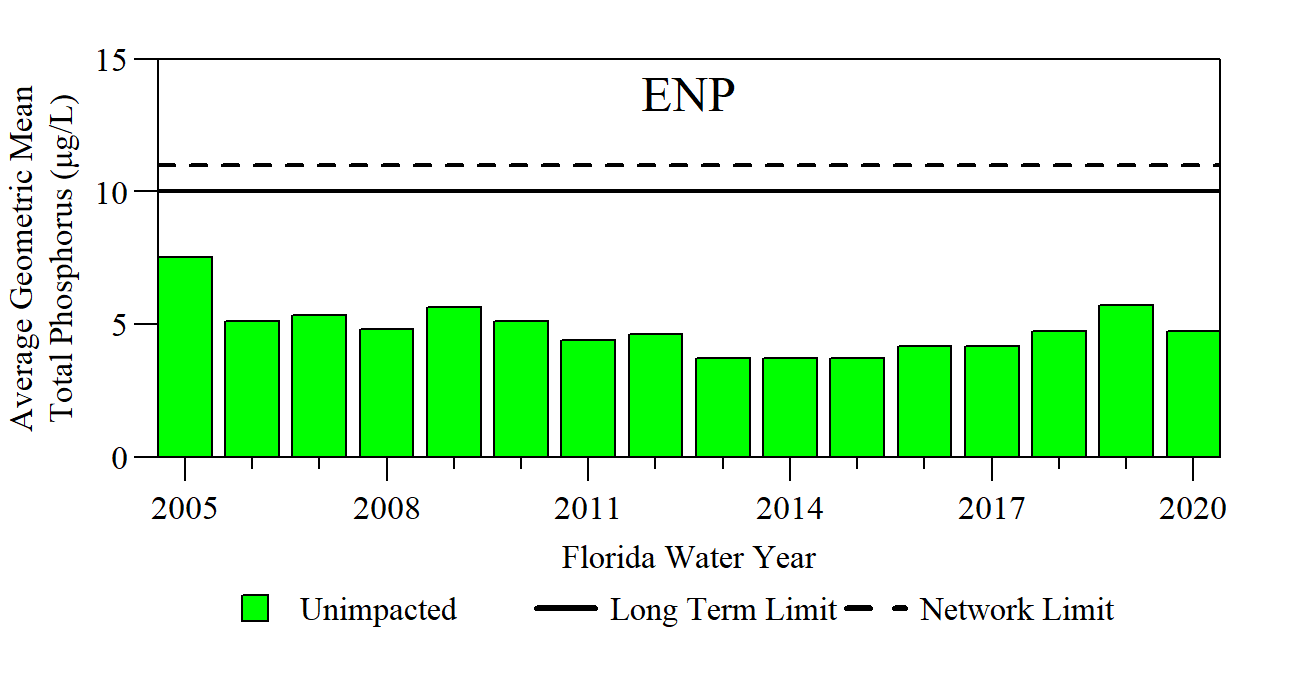 ENP
15
10
5
0
Average Geometric Mean
Total Phosphorus (µg/L)
2005 2008 2011 2014 2017 2020
Florida Water Year
Unimpacted Long Term Limit Network Limit